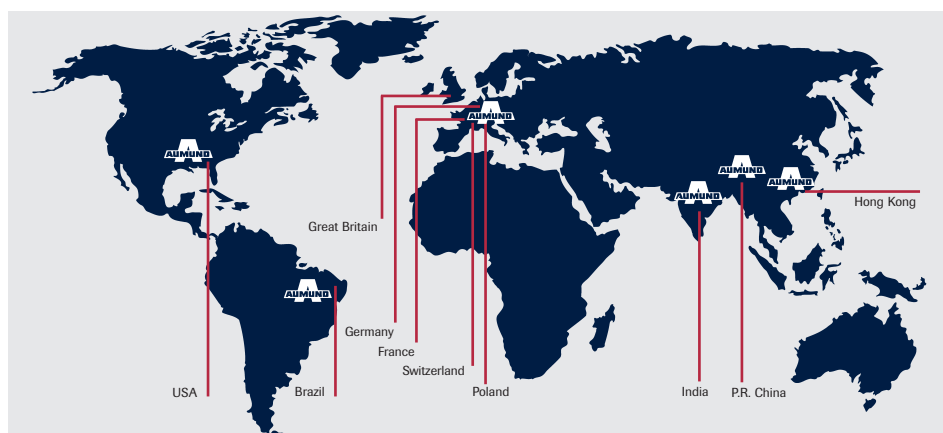 AUMUND
AUMUND
AUMUND
AUMUND
AUMUND
AUMUND
Hong Kong
Great Britain
Germany
France
Switzerland
USA
Brazil
Poland
India
P.R. China